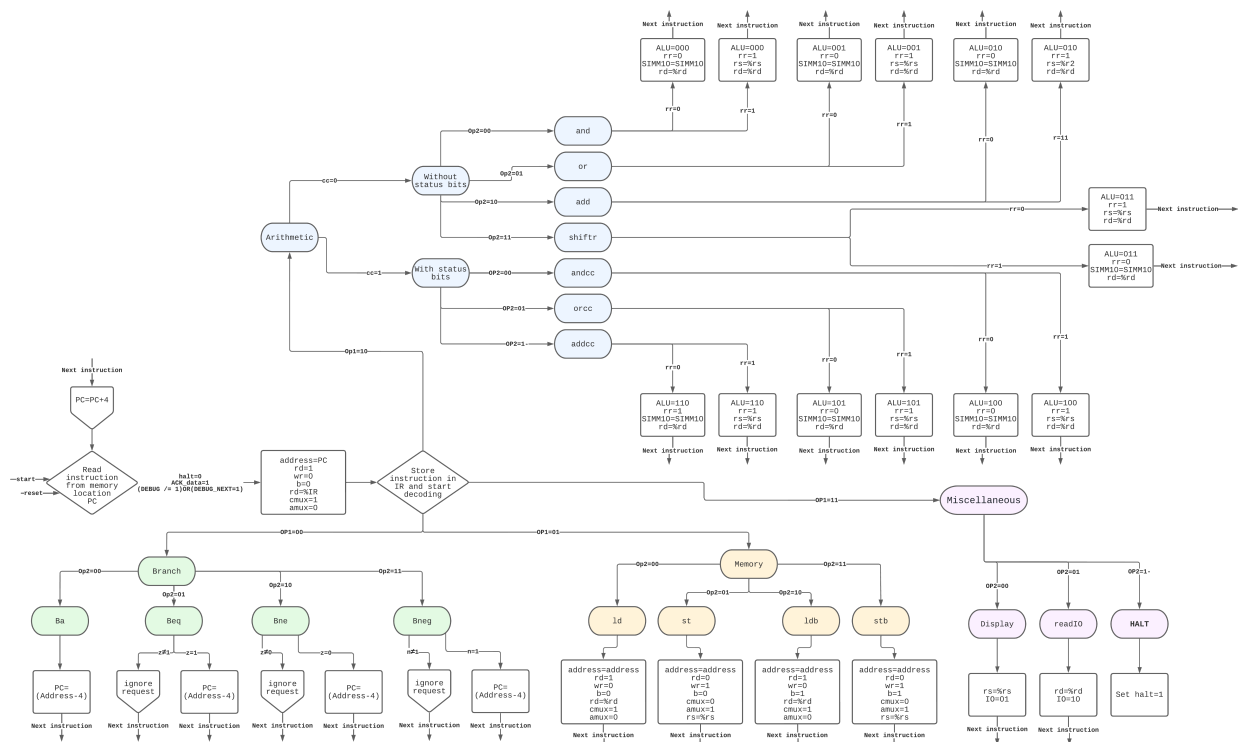 Next instruction
Next instruction
Next instruction
Next instruction
Next instruction
Next instruction
ALU=000
rr=0
SIMM10=SIMM10
rd=%rd
ALU=000
rr=1
rs=%rs
rd=%rd
ALU=001
rr=0
SIMM10=SIMM10
rd=%rd
ALU=001
rr=1
rs=%rs
rd=%rd
ALU=010
rr=0
SIMM10=SIMM10
rd=%rd
ALU=010
rr=1
rs=%r2
rd=%rd
rr=0
rr=1
rr=0
rr=1
rr=0
r=11
Op2=00
and
Without
status bits
Op2=01
or
cc=0
Op2=10
add
Arithmetic
Op2=11
shiftr
rr=0
ALU=011
rr=1
rs=%rs
rd=%rd
Next instruction
cc=1
With status
bits
OP2=00
andcc
rr=1
ALU=011
rr=0
SIMM10=SIMM10
rd=%rd
Next instruction
OP2=01
orcc
OP2=1-
addcc
Op1=10
rr=0
rr=1
rr=0
rr=1
rr=0
rr=1
ALU=110
rr=1
SIMM10=SIMM10
rd=%rd
ALU=110
rr=1
rs=%rs
rd=%rd
ALU=101
rr=0
SIMM10=SIMM10
rd=%rd
ALU=101
rr=1
rs=%rs
rd=%rd
ALU=100
rr=0
SIMM10=SIMM10
rd=%rd
ALU=100
rr=1
rs=%rs
rd=%rd
Next instruction
Next instruction
Next instruction
Next instruction
Next instruction
Next instruction
Next instruction
PC=PC+4
start
~reset
Read
instruction
from memory
location
PC
halt=0
ACK_data=1
(DEBUG /= 1)OR(DEBUG_NEXT=1)
address=PC
rd=1
wr=0
b=0
rd=%IR
cmux=1
amux=0
Store
instruction in
IR and start
decoding
OP1=11
Miscellaneous
OP1=00
OP1=01
Branch
Op2=00
Op2=01
Op2=10
Op2=11
Memory
Op2=00
Op2=01
Op2=10
Op2=11
OP2=00
OP2=01
OP2=1-
Ba
Beq
Bne
Bneg
ld
st
ldb
stb
Display
readIO
HALT
z≠1
z=1
z≠0
z=0
n≠1
n=1
PC=
(Address-4)
ignore
request
PC=
(Address-4)
ignore
request
PC=
(Address-4)
ignore
request
PC=
(Address-4)
address=address
rd=1
wr=0
b=0
rd=%rd
cmux=1
amux=0
address=address
rd=0
wr=1
b=0
cmux=0
amux=1
rs=%rs
address=address
rd=1
wr=0
b=1
rd=%rd
cmux=1
amux=0
address=address
rd=0
wr=1
b=1
cmux=0
amux=1
rs=%rs
rs=%rs
IO=01
rd=%rd
IO=10
Set halt=1
Next instruction
Next instruction
Next instruction
Next instruction
Next instruction
Next instruction
Next instruction
Next instruction
Next instruction
Next instruction
Next instruction
Next instruction
Next instruction